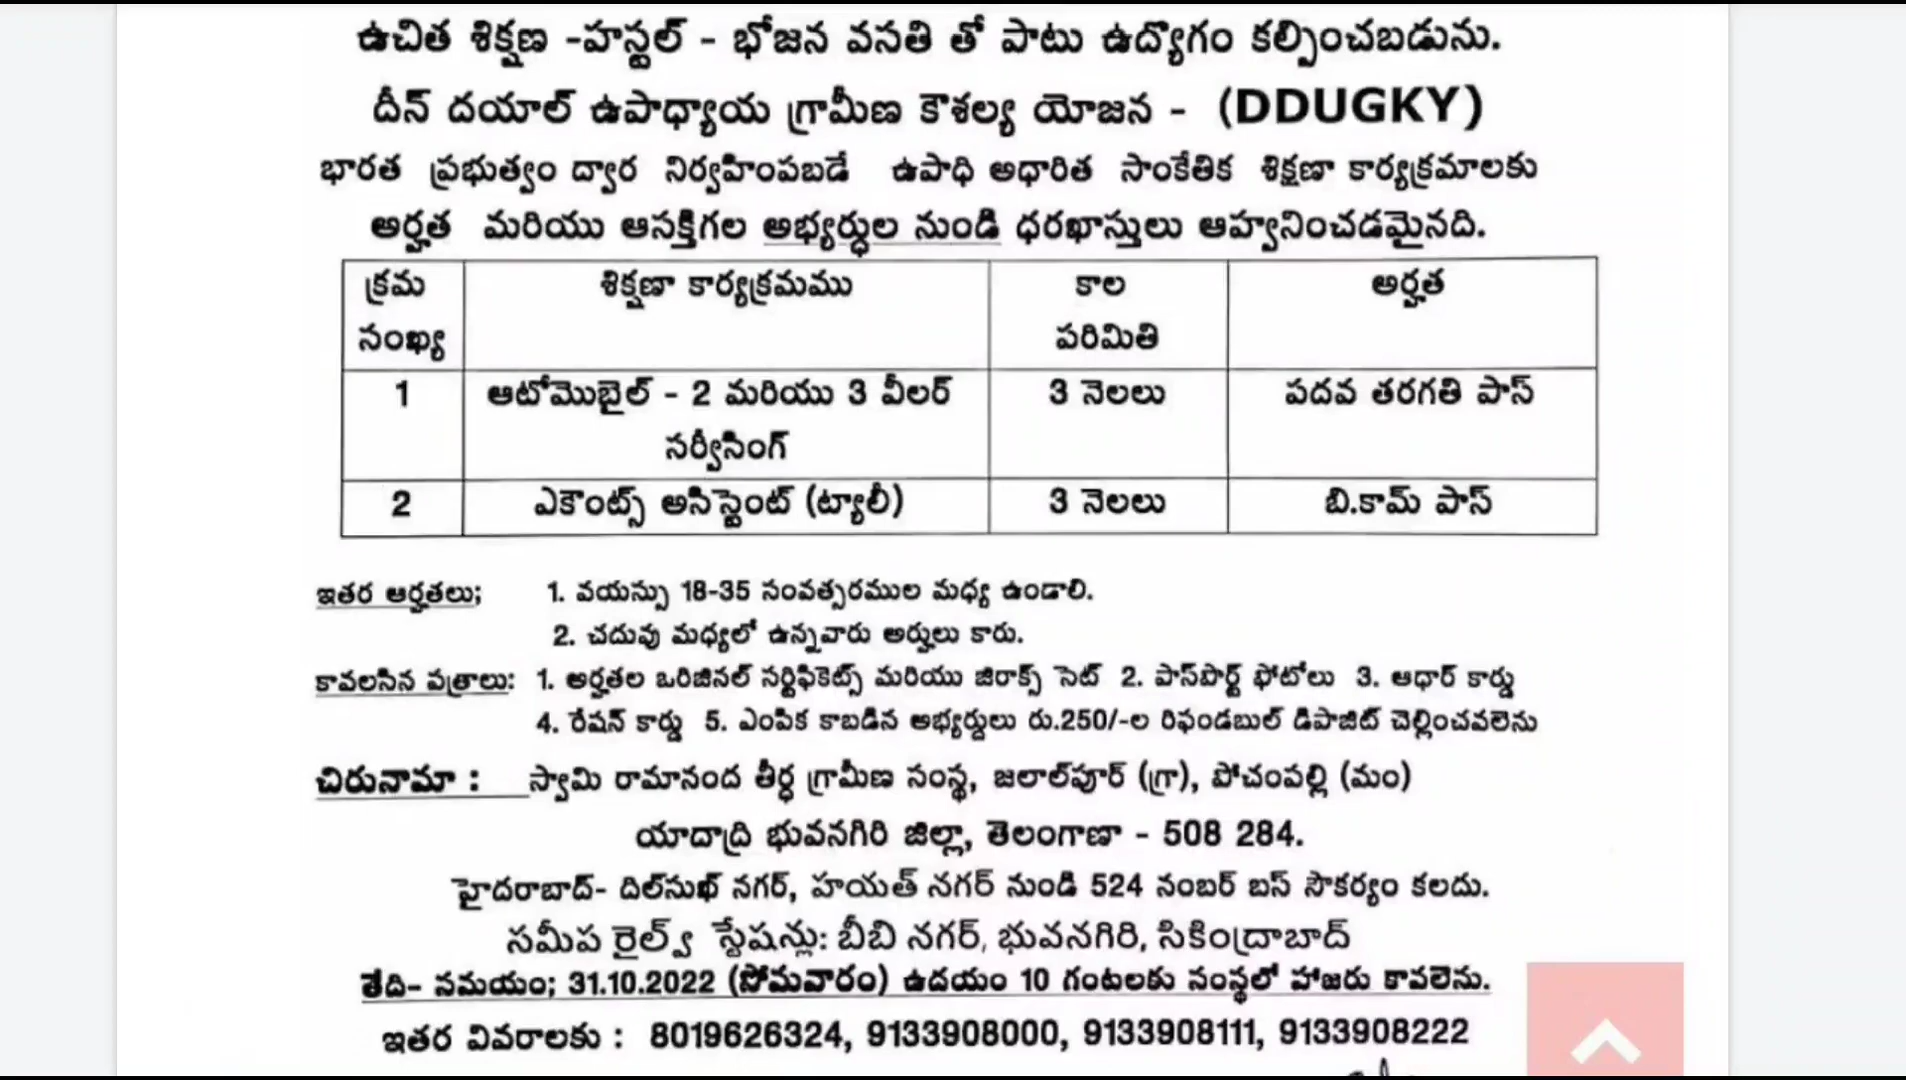 ఉచిత శిక్షణ -హస్టల్ - భోజన వసతి తో పాటు ఉద్యోగం కల్పించబడును.
దీన్ దయాల్ ఉపాధ్యాయ గ్రామీణ కౌశల్య యోజన - (DDUGKY)
భారత ప్రభుత్వం ద్వార నిర్వహింపబడే ఉపాధి అధారిత సాంకేతిక శిక్షణా కార్యక్రమాలకు
అర్హత మరియు ఆసక్తిగల అభ్యర్ధుల నుండి ధరఖాస్తులు ఆహ్వనించడమైనది.
క్రమ సంఖ్య శిక్షణా కార్యక్రమము కాల పరిమితి అర్హత
1 ఆటోమొబైల్ - 2 మరియు 3 వీలర్ సర్వీసింగ్ 3 నెలలు పదవ తరగతి పాస్
2 ఎకౌంట్స్ అసిస్టెంట్ (ట్యాలీ) 3 నెలలు బి.కామ్ పాస్
ఇతర ఆర్హతలు; 1. వయస్సు 18-35 సంవత్సరముల మధ్య ఉండాలి.
2. చదువు మధ్యలో ఉన్నవారు అర్హులు కారు.
కావలసిన పత్రాలు: 1. అర్హతల ఒరిజినల్ సర్టిఫికెట్స్ మరియు జిరాక్స్ సెట్ 2. పాస్‌పొర్ట్ ఫోటోలు 3. ఆధార్ కార్డు
4. రేషన్ కార్డు 5. ఎంపిక కాబడిన అభ్యర్థులు రు.250/-ల రిఫండబుల్ డిపాజిట్ చెల్లించవలెను
చిరునామా : స్వామి రామానంద తీర్థ గ్రామీణ సంస్థ, జలాల్‌పూర్ (గ్రా), పోచంపల్లి (మం)
యాదాద్రి భువనగిరి జిల్లా, తెలంగాణా - 508 284.
హైదరాబాద్- దిల్‌సుఖ్ నగర్, హయత్ నగర్ నుండి 524 నంబర్ బస్ సౌకర్యం కలదు.
సమీప రైల్వ్ స్టేషన్లు: బీబి నగర్, భువనగిరి, సికింద్రాబాద్
తేది- సమయం; 31.10.2022 (సోమవారం) ఉదయం 10 గంటలకు సంస్థలో హాజరు కావలెను.
ఇతర వివరాలకు : 8019626324, 9133908000, 9133908111, 9133908222